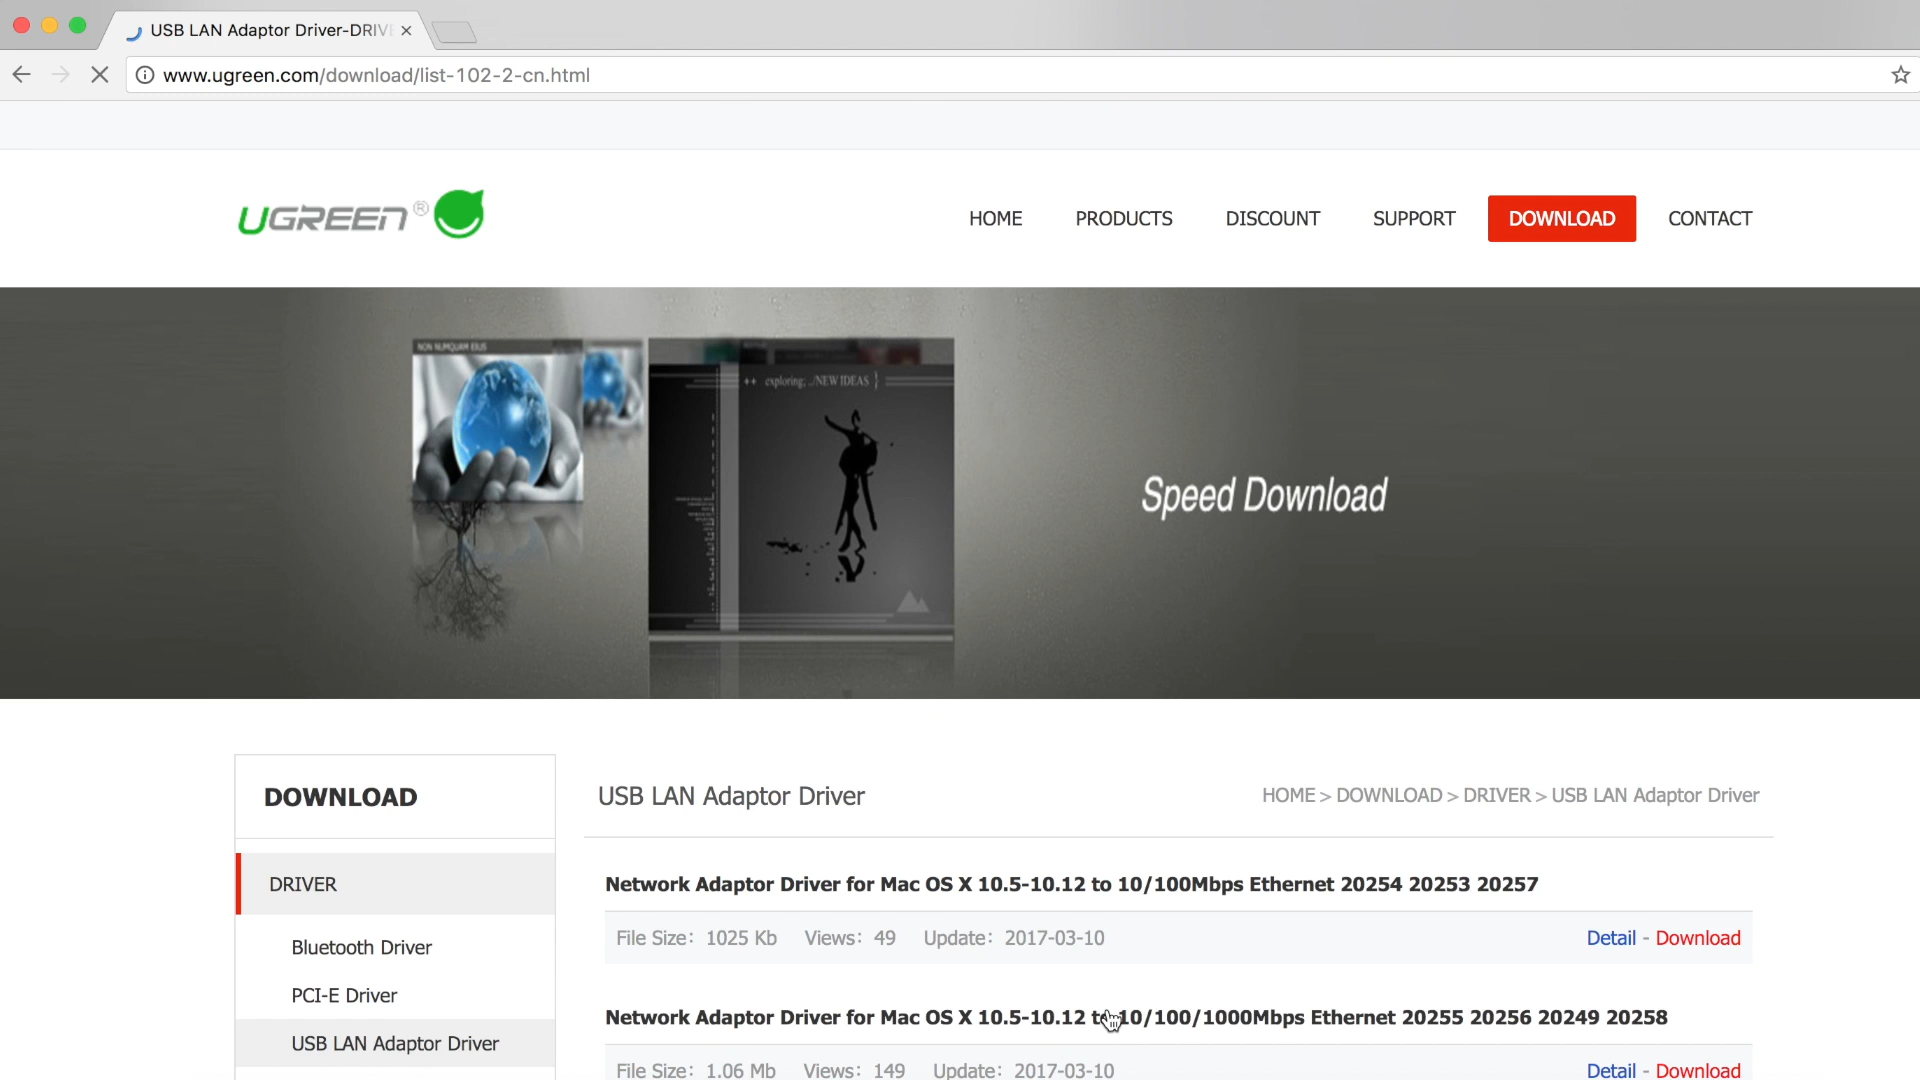 USB LAN Adaptor Driver-DRIV
www.ugreen.com/download/list-102-2-cn.html
UGREEN®
HOME PRODUCTS DISCOUNT SUPPORT DOWNLOAD CONTACT
NON NUMQUAM EIUS
++ exploring; ./NEW IDEAS }
Speed Download
DOWNLOAD
USB LAN Adaptor Driver
HOME > DOWNLOAD > DRIVER > USB LAN Adaptor Driver
DRIVER
Bluetooth Driver
PCI-E Driver
USB LAN Adaptor Driver
Network Adaptor Driver for Mac OS X 10.5-10.12 to 10/100Mbps Ethernet 20254 20253 20257
File Size: 1025 Kb Views: 49 Update: 2017-03-10 Detail - Download
Network Adaptor Driver for Mac OS X 10.5-10.12 to 10/100/1000Mbps Ethernet 20255 20256 20249 20258
File Size: 1.06 Mb Views: 149 Update: 2017-03-10 Detail - Download